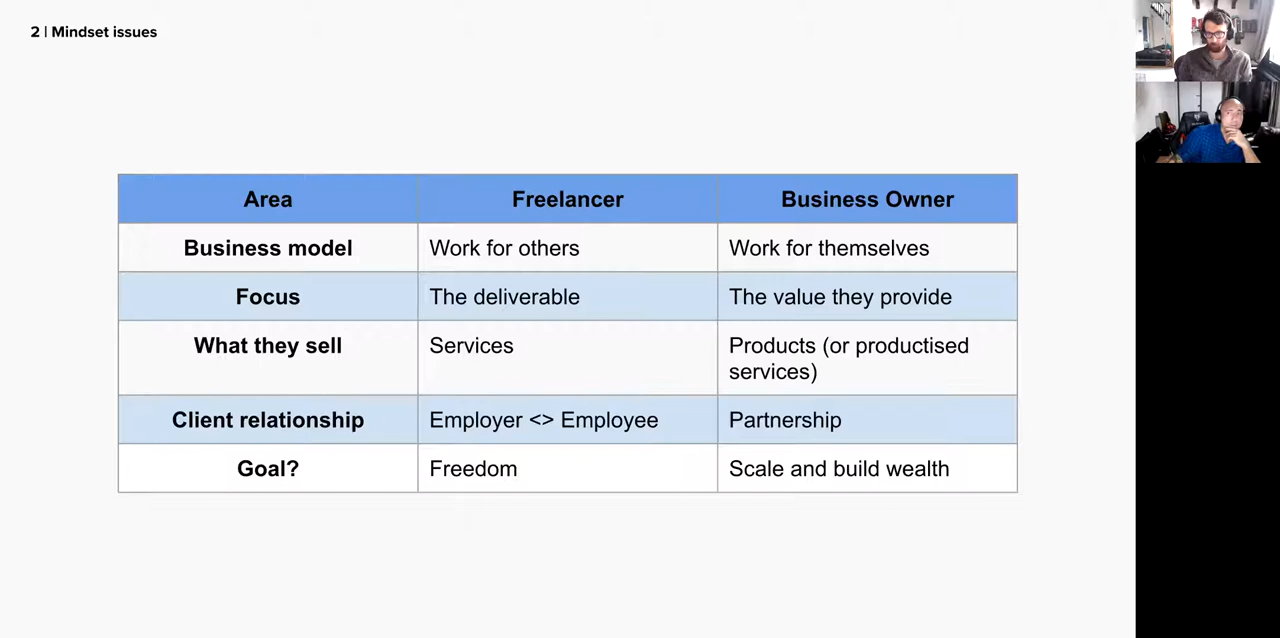 2 | Mindset issues
Area Freelancer Business Owner
Business model Work for others Work for themselves
Focus The deliverable The value they provide
What they sell Services Products (or productised
services)
Client relationship Employer <> Employee Partnership
Goal? Freedom Scale and build wealth